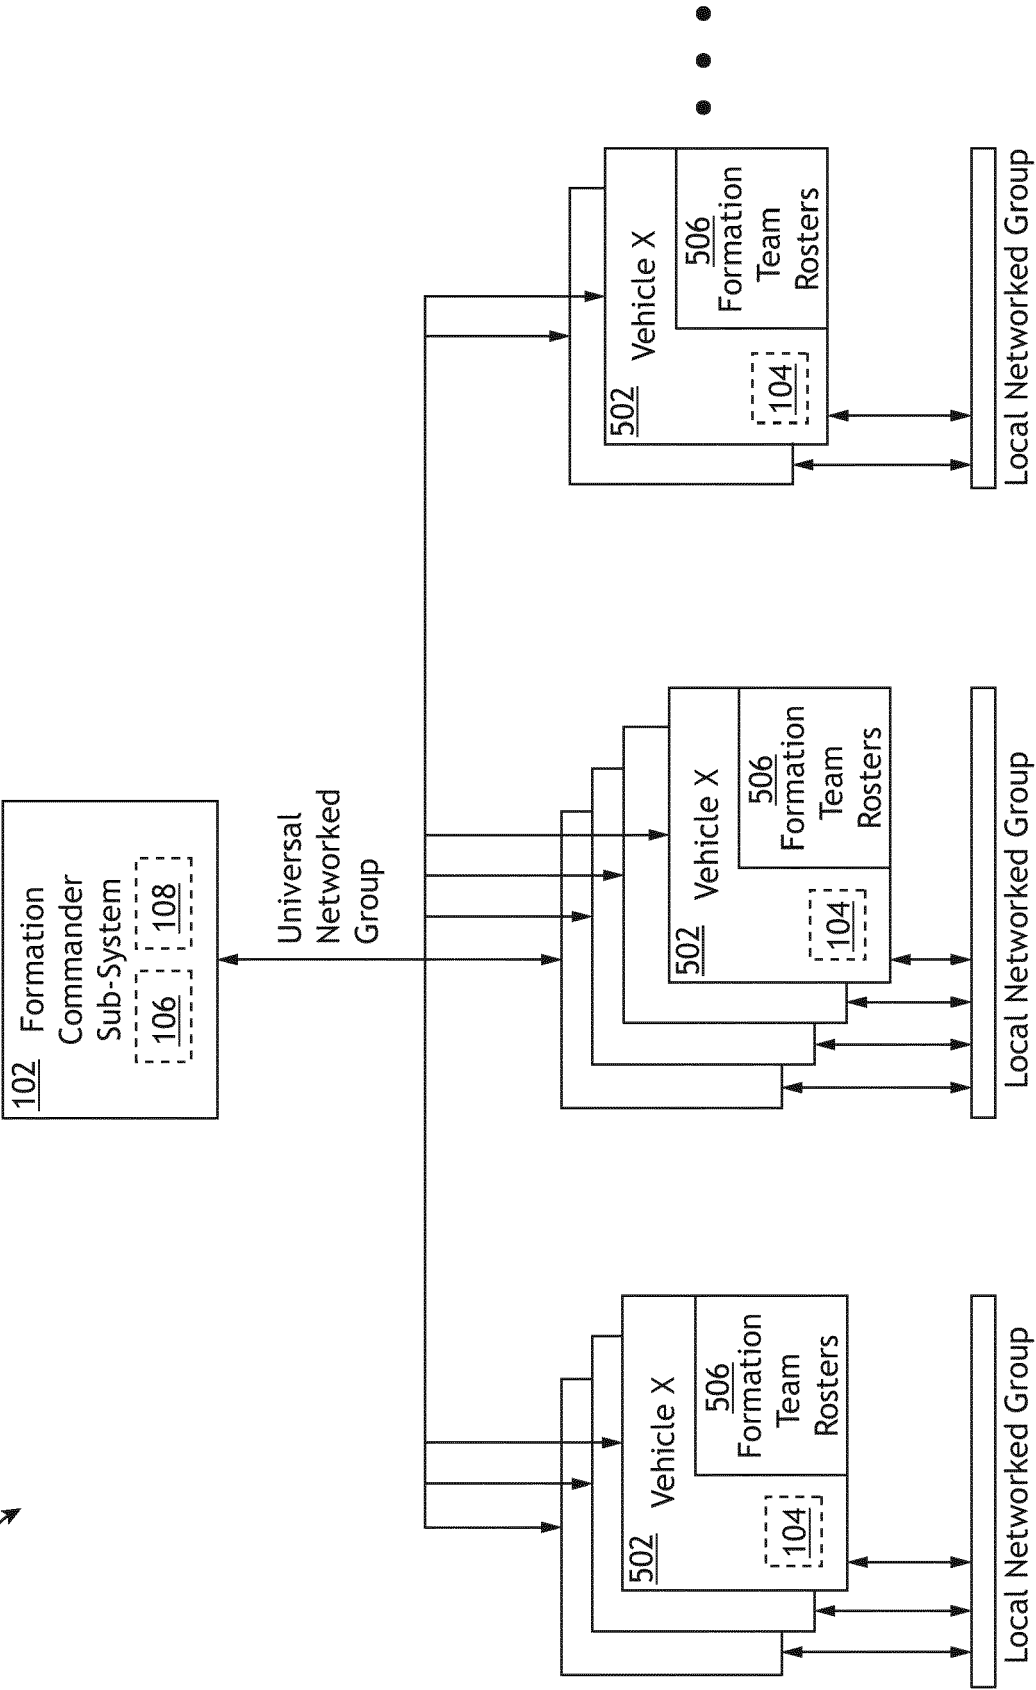 102
Formation
Commander
Sub-System
106
108
Universal
Networked
Group
502
Vehicle X
104
506
Formation
Team
Rosters
Local Networked Group
502
Vehicle X
104
506
Formation
Team
Rosters
Local Networked Group
502
Vehicle X
104
506
Formation
Team
Rosters
Local Networked Group